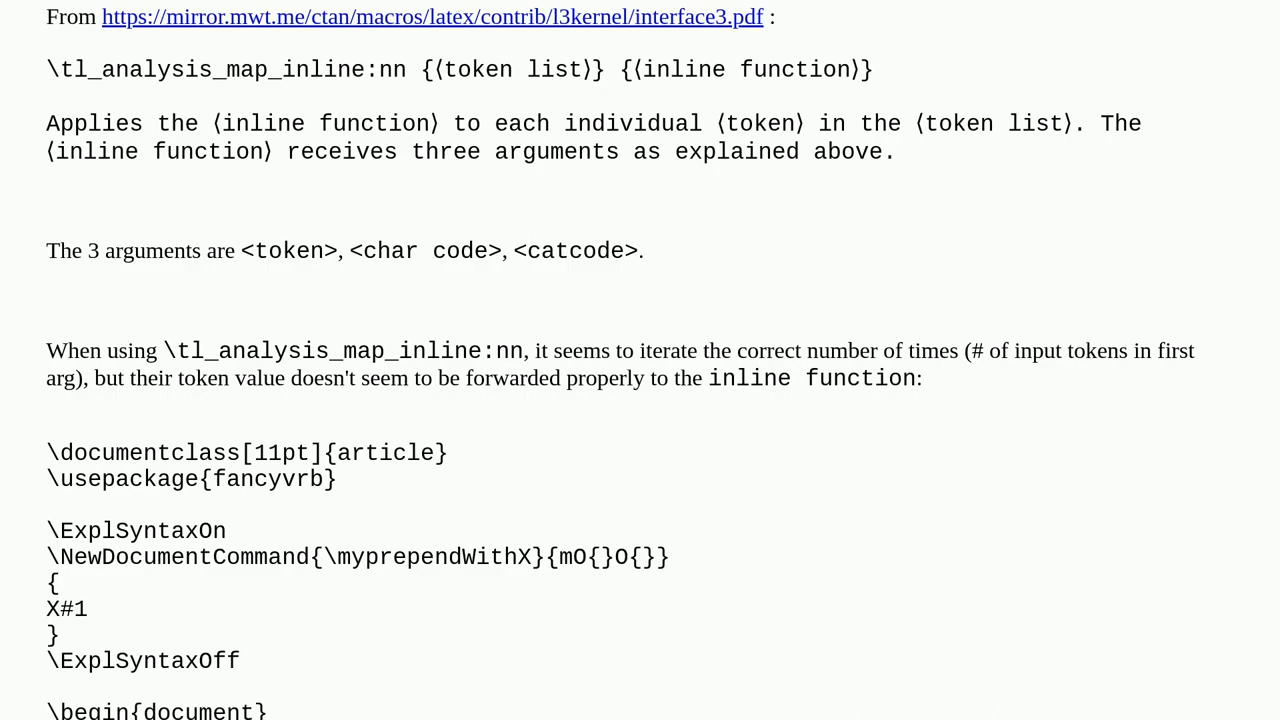 From https://mirror.mwt.me/ctan/macros/latex/contrib/l3kernel/interface3.pdf :
\tl_analysis_map_inline:nn {⟨token list⟩} {⟨inline function⟩}
Applies the ⟨inline function⟩ to each individual ⟨token⟩ in the ⟨token list⟩. The
⟨inline function⟩ receives three arguments as explained above.
The 3 arguments are <token>, <char code>, <catcode>.
When using \tl_analysis_map_inline:nn, it seems to iterate the correct number of times (# of input tokens in first
arg), but their token value doesn't seem to be forwarded properly to the inline function:
\documentclass[11pt]{article}
\usepackage{fancyvrb}
\ExplSyntaxOn
\NewDocumentCommand{\myprependWithX}{mO{}O{}}
{
X#1
}
\ExplSyntaxOff
\begin{document}